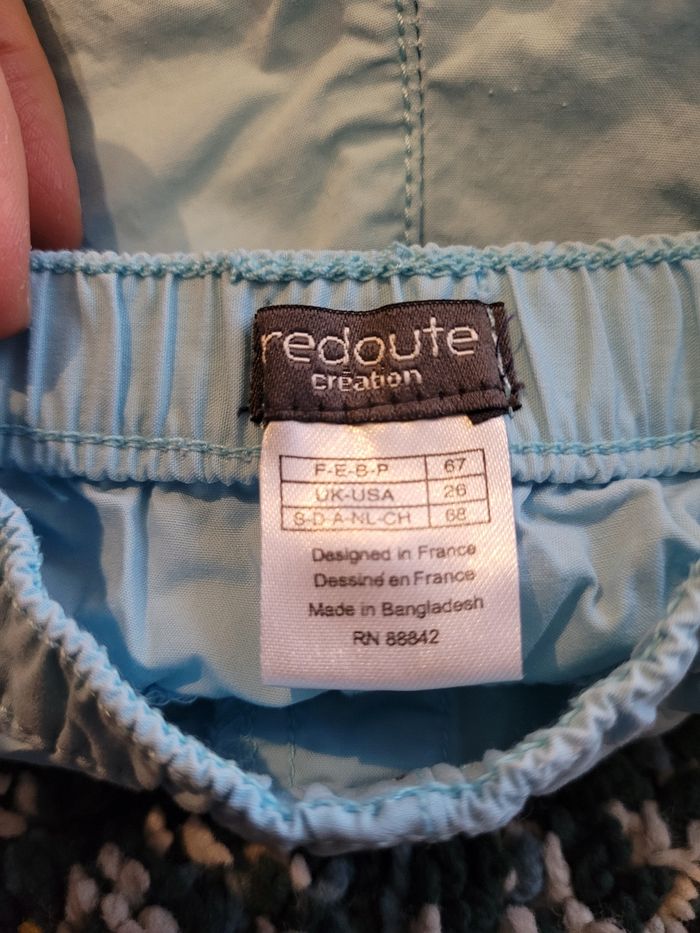 redoute
création
F-E-B-P 67
UK-USA 26
S-D-A-NL-CH 68
Designed in France
Dessiné en France
Made in Bangladesh
RN 88842